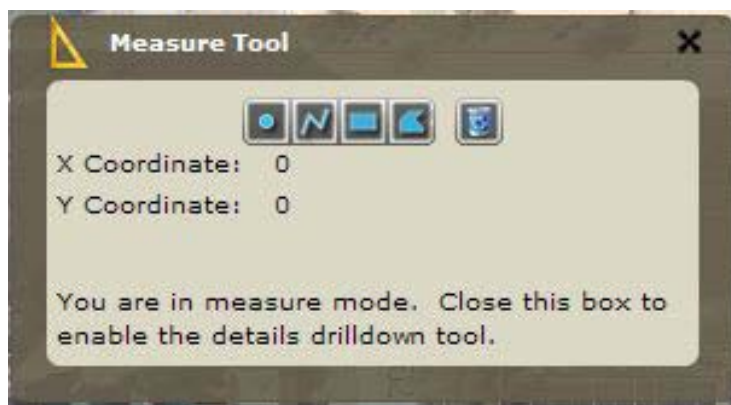 Measure Tool
X Coordinate: 0
Y Coordinate: 0
You are in measure mode.  Close this box to
enable the details drilldown tool.